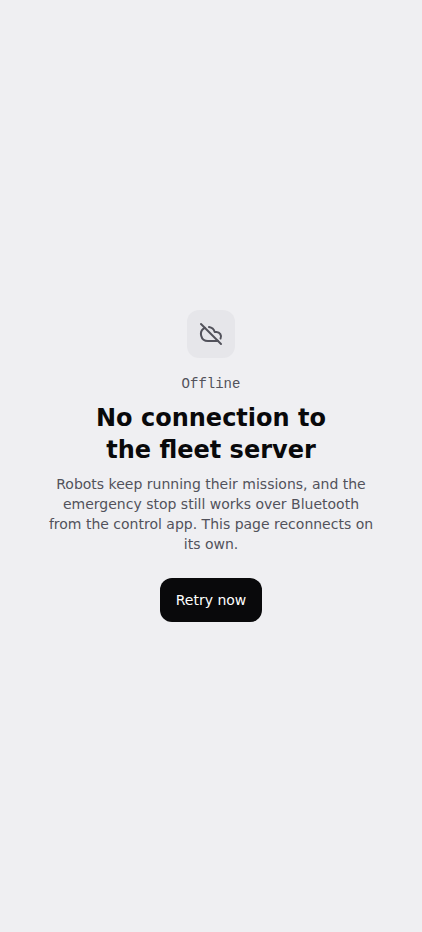 Offline
No connection to
the fleet server
Robots keep running their missions, and the
emergency stop still works over Bluetooth
from the control app. This page reconnects on
its own.
Retry now